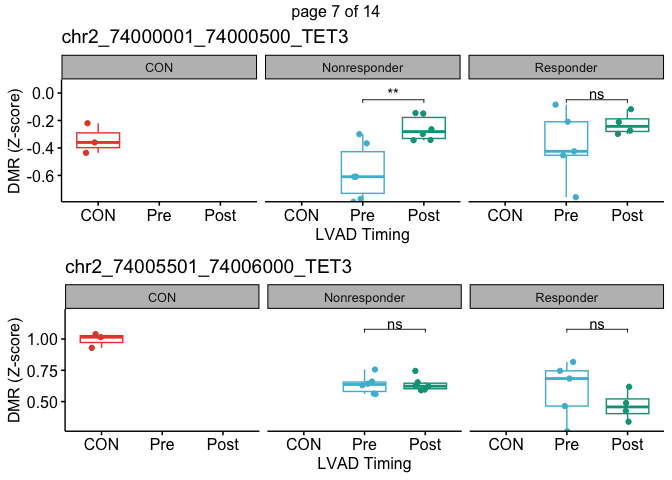 page 7 of 14
chr2_74000001_74000500_TET3
CON Nonresponder Responder
DMR (Z-score)
0.0
-0.2
-0.4
-0.6
** ns
CON Pre Post CON Pre Post CON Pre Post
LVAD Timing
chr2_74005501_74006000_TET3
CON Nonresponder Responder
DMR (Z-score)
1.00
0.75
0.50
ns ns
CON Pre Post CON Pre Post CON Pre Post
LVAD Timing